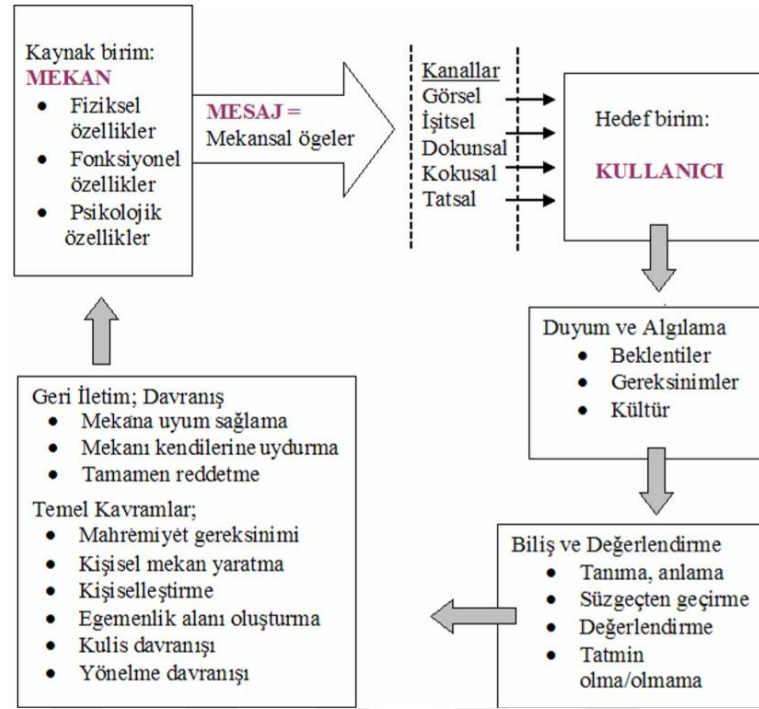 Kaynak birim:
MEKAN
• Fiziksel
özellikler
• Fonksiyonel
özellikler
• Psikolojik
özellikler
MESAJ =
Mekansal ögeler
Kanallar
Görsel
İşitsel
Dokunsal
Kokusal
Tatsal
Hedef birim:
KULLANICI
Duyum ve Algılama
• Beklentiler
• Gereksinimler
• Kültür
Biliş ve Değerlendirme
• Tanıma, anlama
• Süzgeçten geçirme
• Değerlendirme
• Tatmin
olma/olmama
Geri İletim; Davranış
• Mekana uyum sağlama
• Mekanı kendilerine uydurma
• Tamamen reddetme
Temel Kavramlar;
• Mahremiyet gereksinimi
• Kişisel mekan yaratma
• Kişiselleştirme
• Egemenlik alanı oluşturma
• Kulis davranışı
• Yönelme davranışı